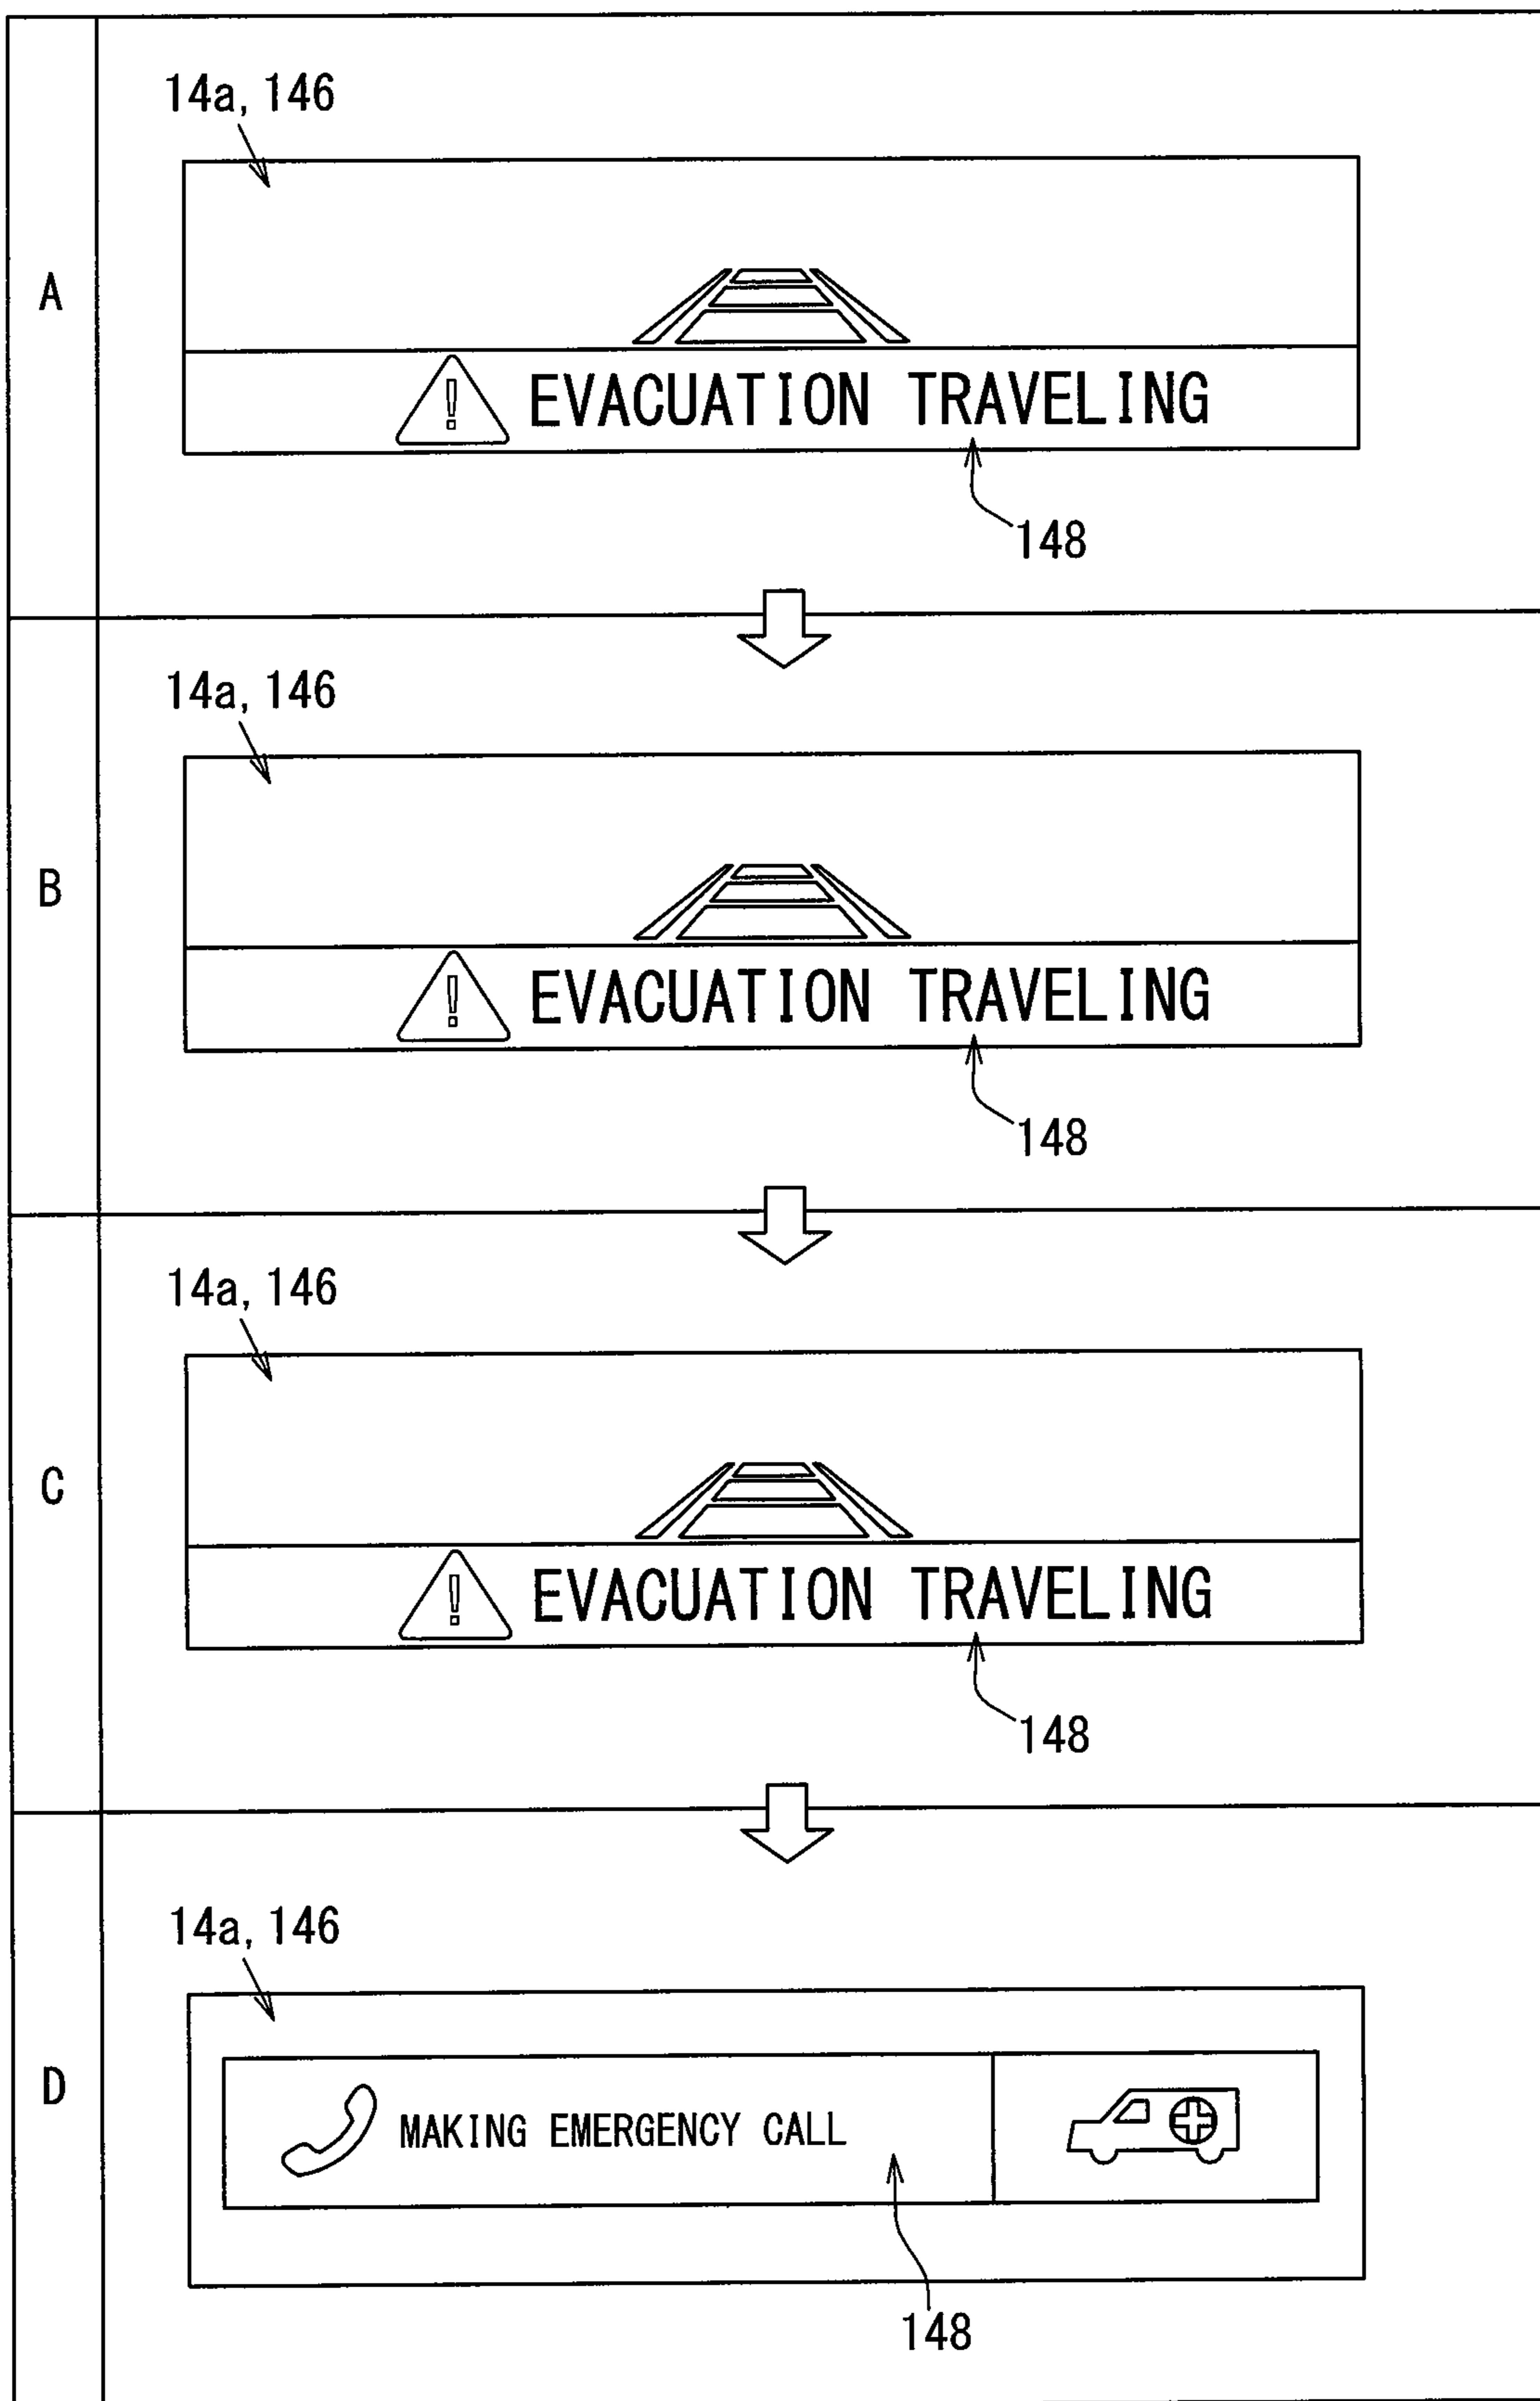 A
14a, 146
! EVACUATION TRAVELING
148
B
14a, 146
! EVACUATION TRAVELING
148
C
14a, 146
! EVACUATION TRAVELING
148
D
14a, 146
MAKING EMERGENCY CALL
148